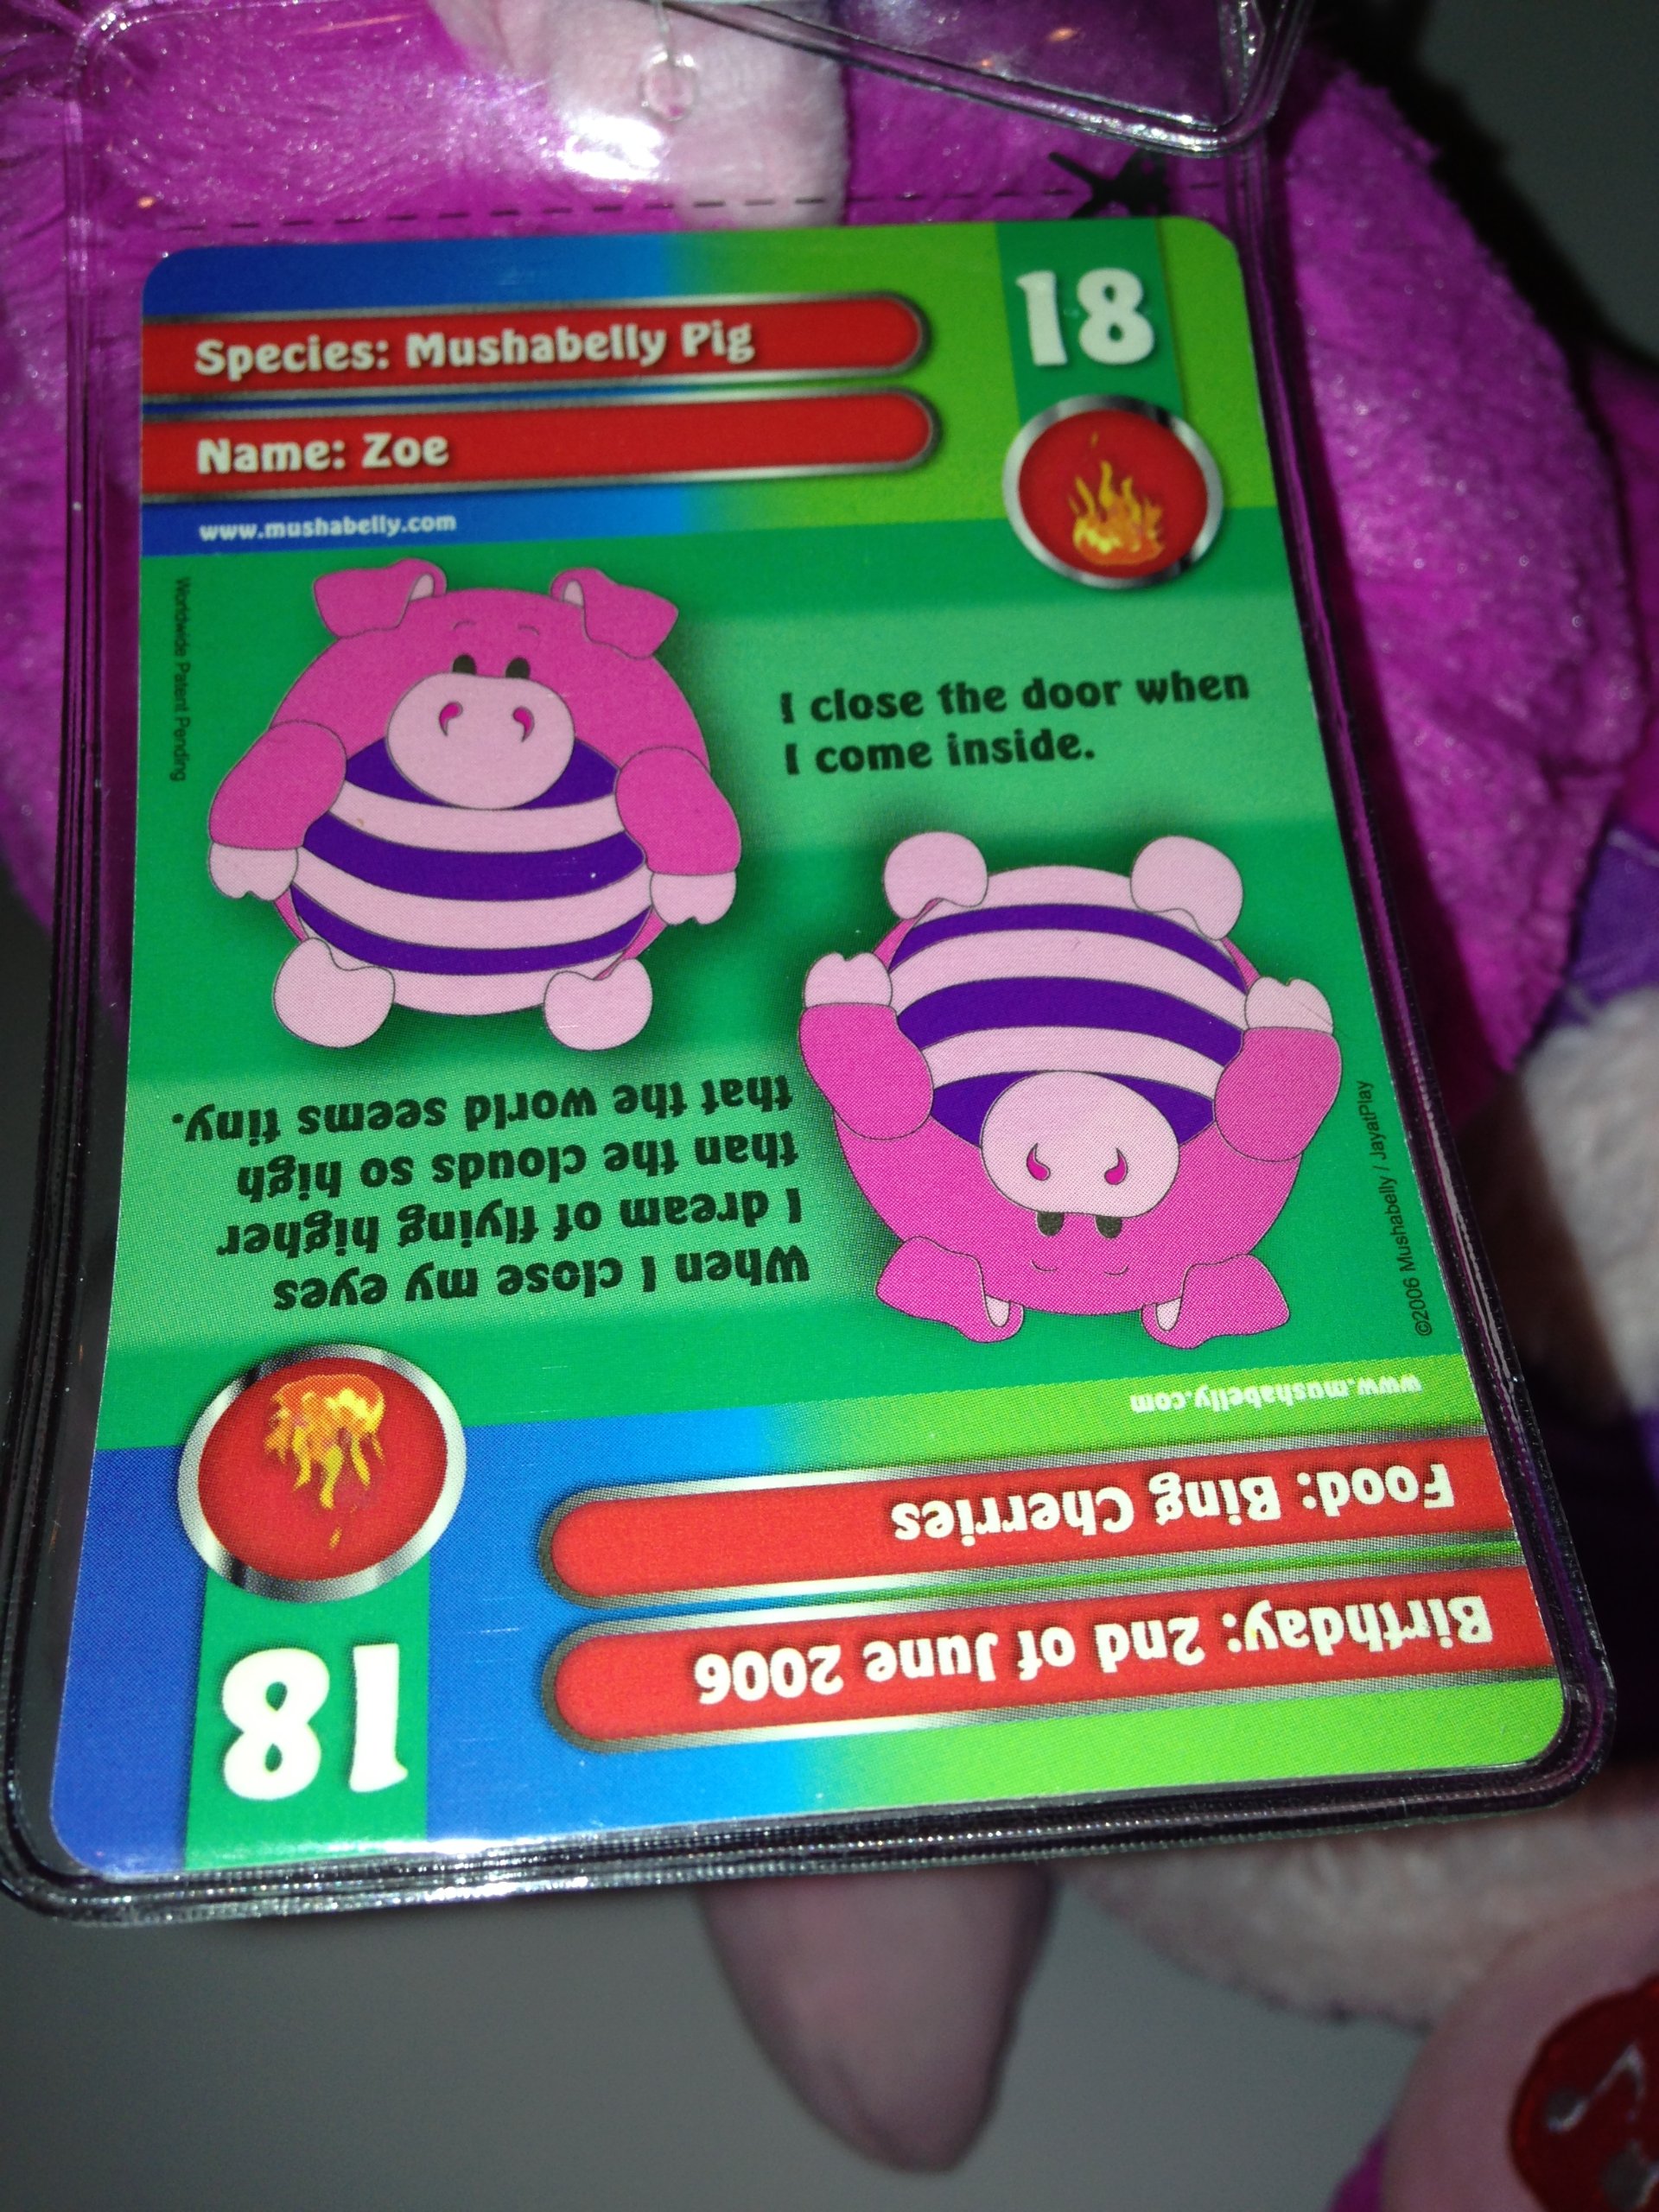 18
Species: Mushabelly Pig
Name: Zoe
www.mushabelly.com
Worldwide Patent Pending
I close the door when
I come inside.
©2006 Mushabelly / JayatPlay
18
Birthday: 2nd of June 2006
Food: Bing Cherries
www.mushabelly.com
When I close my eyes
I dream of flying higher
than the clouds so high
that the world seems tiny.